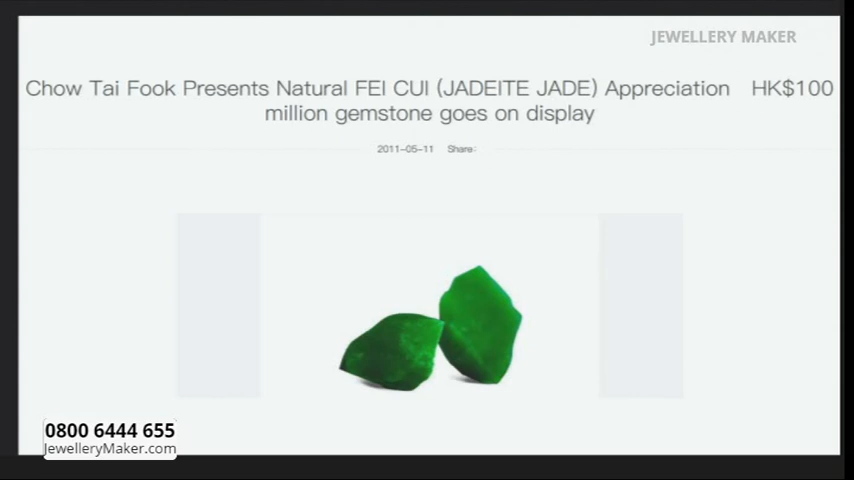 JEWELLERY MAKER
Chow Tai Fook Presents Natural FEI CUI (JADEITE JADE) Appreciation HK$100
million gemstone goes on display
2011-05-11 Share:
0800 6444 655
JewelleryMaker.com